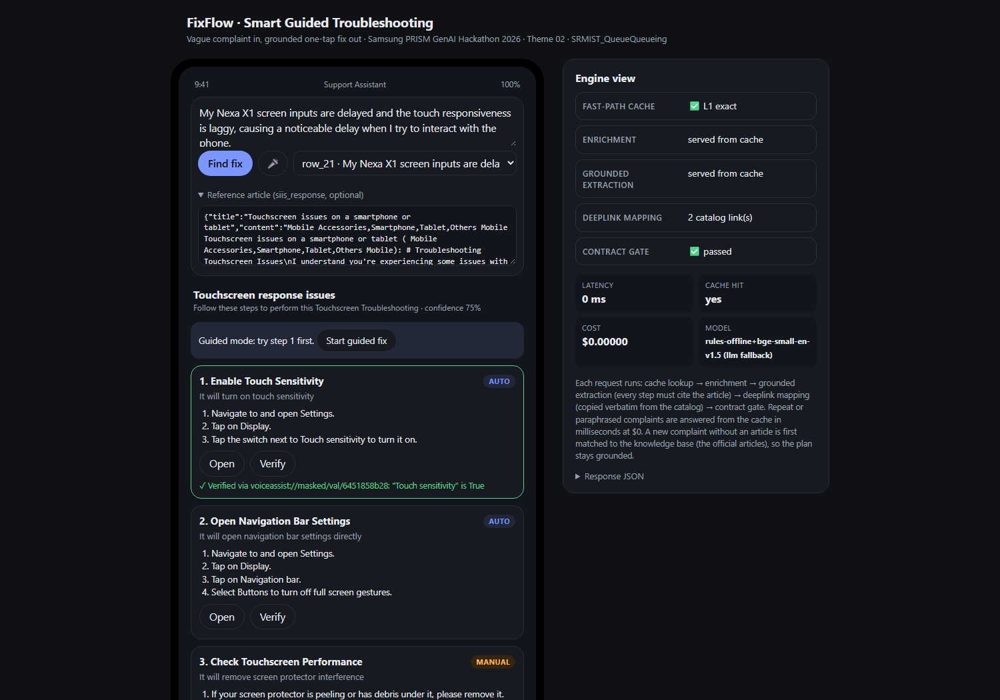 FixFlow · Smart Guided Troubleshooting
Vague complaint in, grounded one-tap fix out · Samsung PRISM GenAI Hackathon 2026 · Theme 02 · SRMIST_QueueQueueing
9:41
Support Assistant
100%
My Nexa X1 screen inputs are delayed and the touch responsiveness
is laggy, causing a noticeable delay when I try to interact with the
phone.
Find fix
row_21 · My Nexa X1 screen inputs are dela
▼ Reference article (siis_response, optional)
{"title":"Touchscreen issues on a smartphone or
tablet","content":"Mobile Accessories,Smartphone,Tablet,Others Mobile
Touchscreen issues on a smartphone or tablet ( Mobile
Accessories,Smartphone,Tablet,Others Mobile): # Troubleshooting
Touchscreen Issues\nI understand you're experiencing some issues with
Touchscreen response issues
Follow these steps to perform this Touchscreen Troubleshooting · confidence 75%
Guided mode: try step 1 first.
Start guided fix
1. Enable Touch Sensitivity
AUTO
It will turn on touch sensitivity
1. Navigate to and open Settings.
2. Tap on Display.
3. Tap the switch next to Touch sensitivity to turn it on.
Open
Verify
✓ Verified via voiceassist://masked/val/6451858b28: "Touch sensitivity" is True
2. Open Navigation Bar Settings
AUTO
It will open navigation bar settings directly
1. Navigate to and open Settings.
2. Tap on Display.
3. Tap on Navigation bar.
4. Select Buttons to turn off full screen gestures.
Open
Verify
3. Check Touchscreen Performance
MANUAL
It will remove screen protector interference
1. If your screen protector is peeling or has debris under it, please remove it.
Engine view
FAST-PATH CACHE
✅ L1 exact
ENRICHMENT
served from cache
GROUNDED
EXTRACTION
served from cache
DEEPLINK MAPPING
2 catalog link(s)
CONTRACT GATE
✅ passed
LATENCY
0 ms
CACHE HIT
yes
COST
$0.00000
MODEL
rules-offline+bge-small-en-
v1.5 (llm fallback)
Each request runs: cache lookup → enrichment → grounded
extraction (every step must cite the article) → deeplink mapping
(copied verbatim from the catalog) → contract gate. Repeat or
paraphrased complaints are answered from the cache in
milliseconds at $0. A new complaint without an article is first
matched to the knowledge base (the official articles), so the plan
stays grounded.
▶ Response JSON